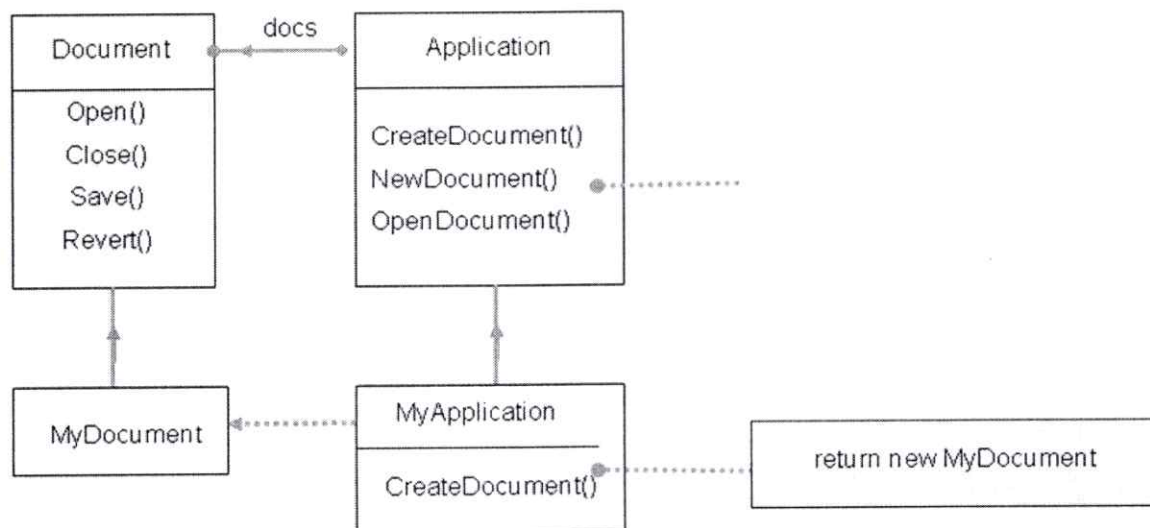 docs
Document
Open()
Close()
Save()
Revert()
Application
CreateDocument()
NewDocument()
OpenDocument()
MyDocument
MyApplication
CreateDocument()
return new MyDocument